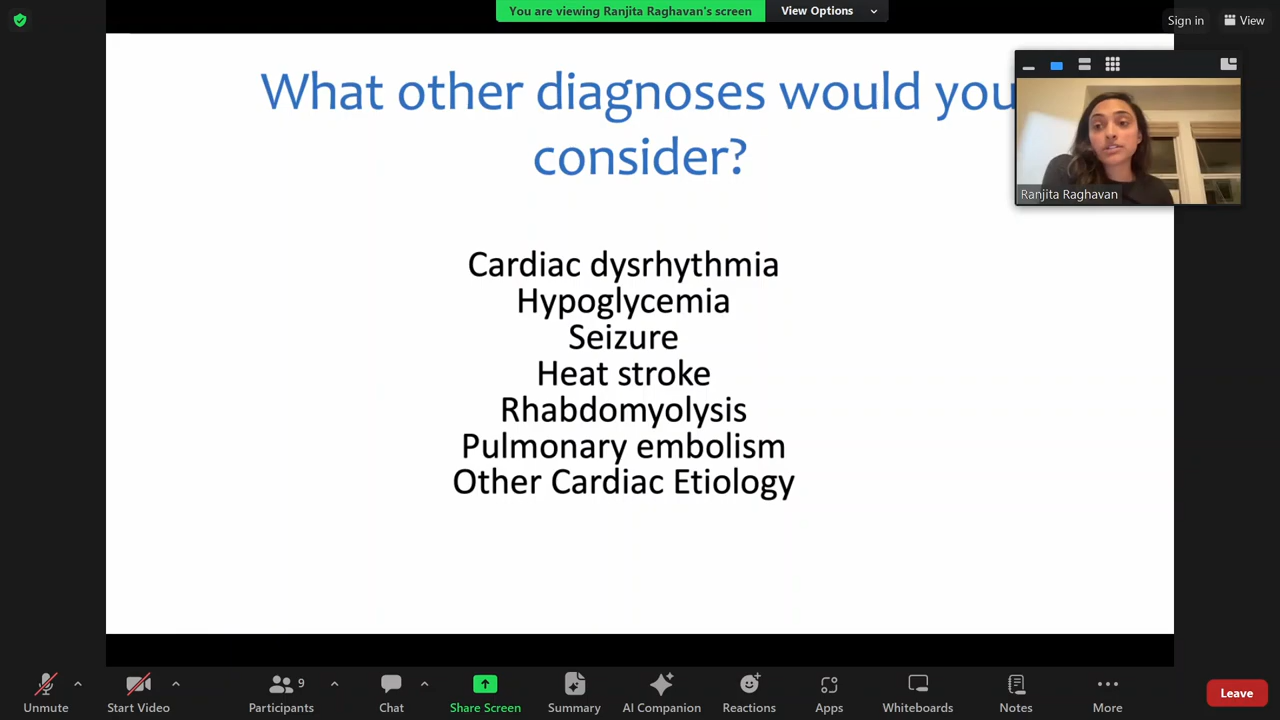 You are viewing Ranjita Raghavan's screen
View Options
Sign in
View
What other diagnoses would you
consider?
Ranjita Raghavan
Cardiac dysrhythmia
Hypoglycemia
Seizure
Heat stroke
Rhabdomyolysis
Pulmonary embolism
Other Cardiac Etiology
9
Unmute
Start Video
Participants
Chat
Share Screen
Summary
AI Companion
Reactions
Apps
Whiteboards
Notes
More
Leave